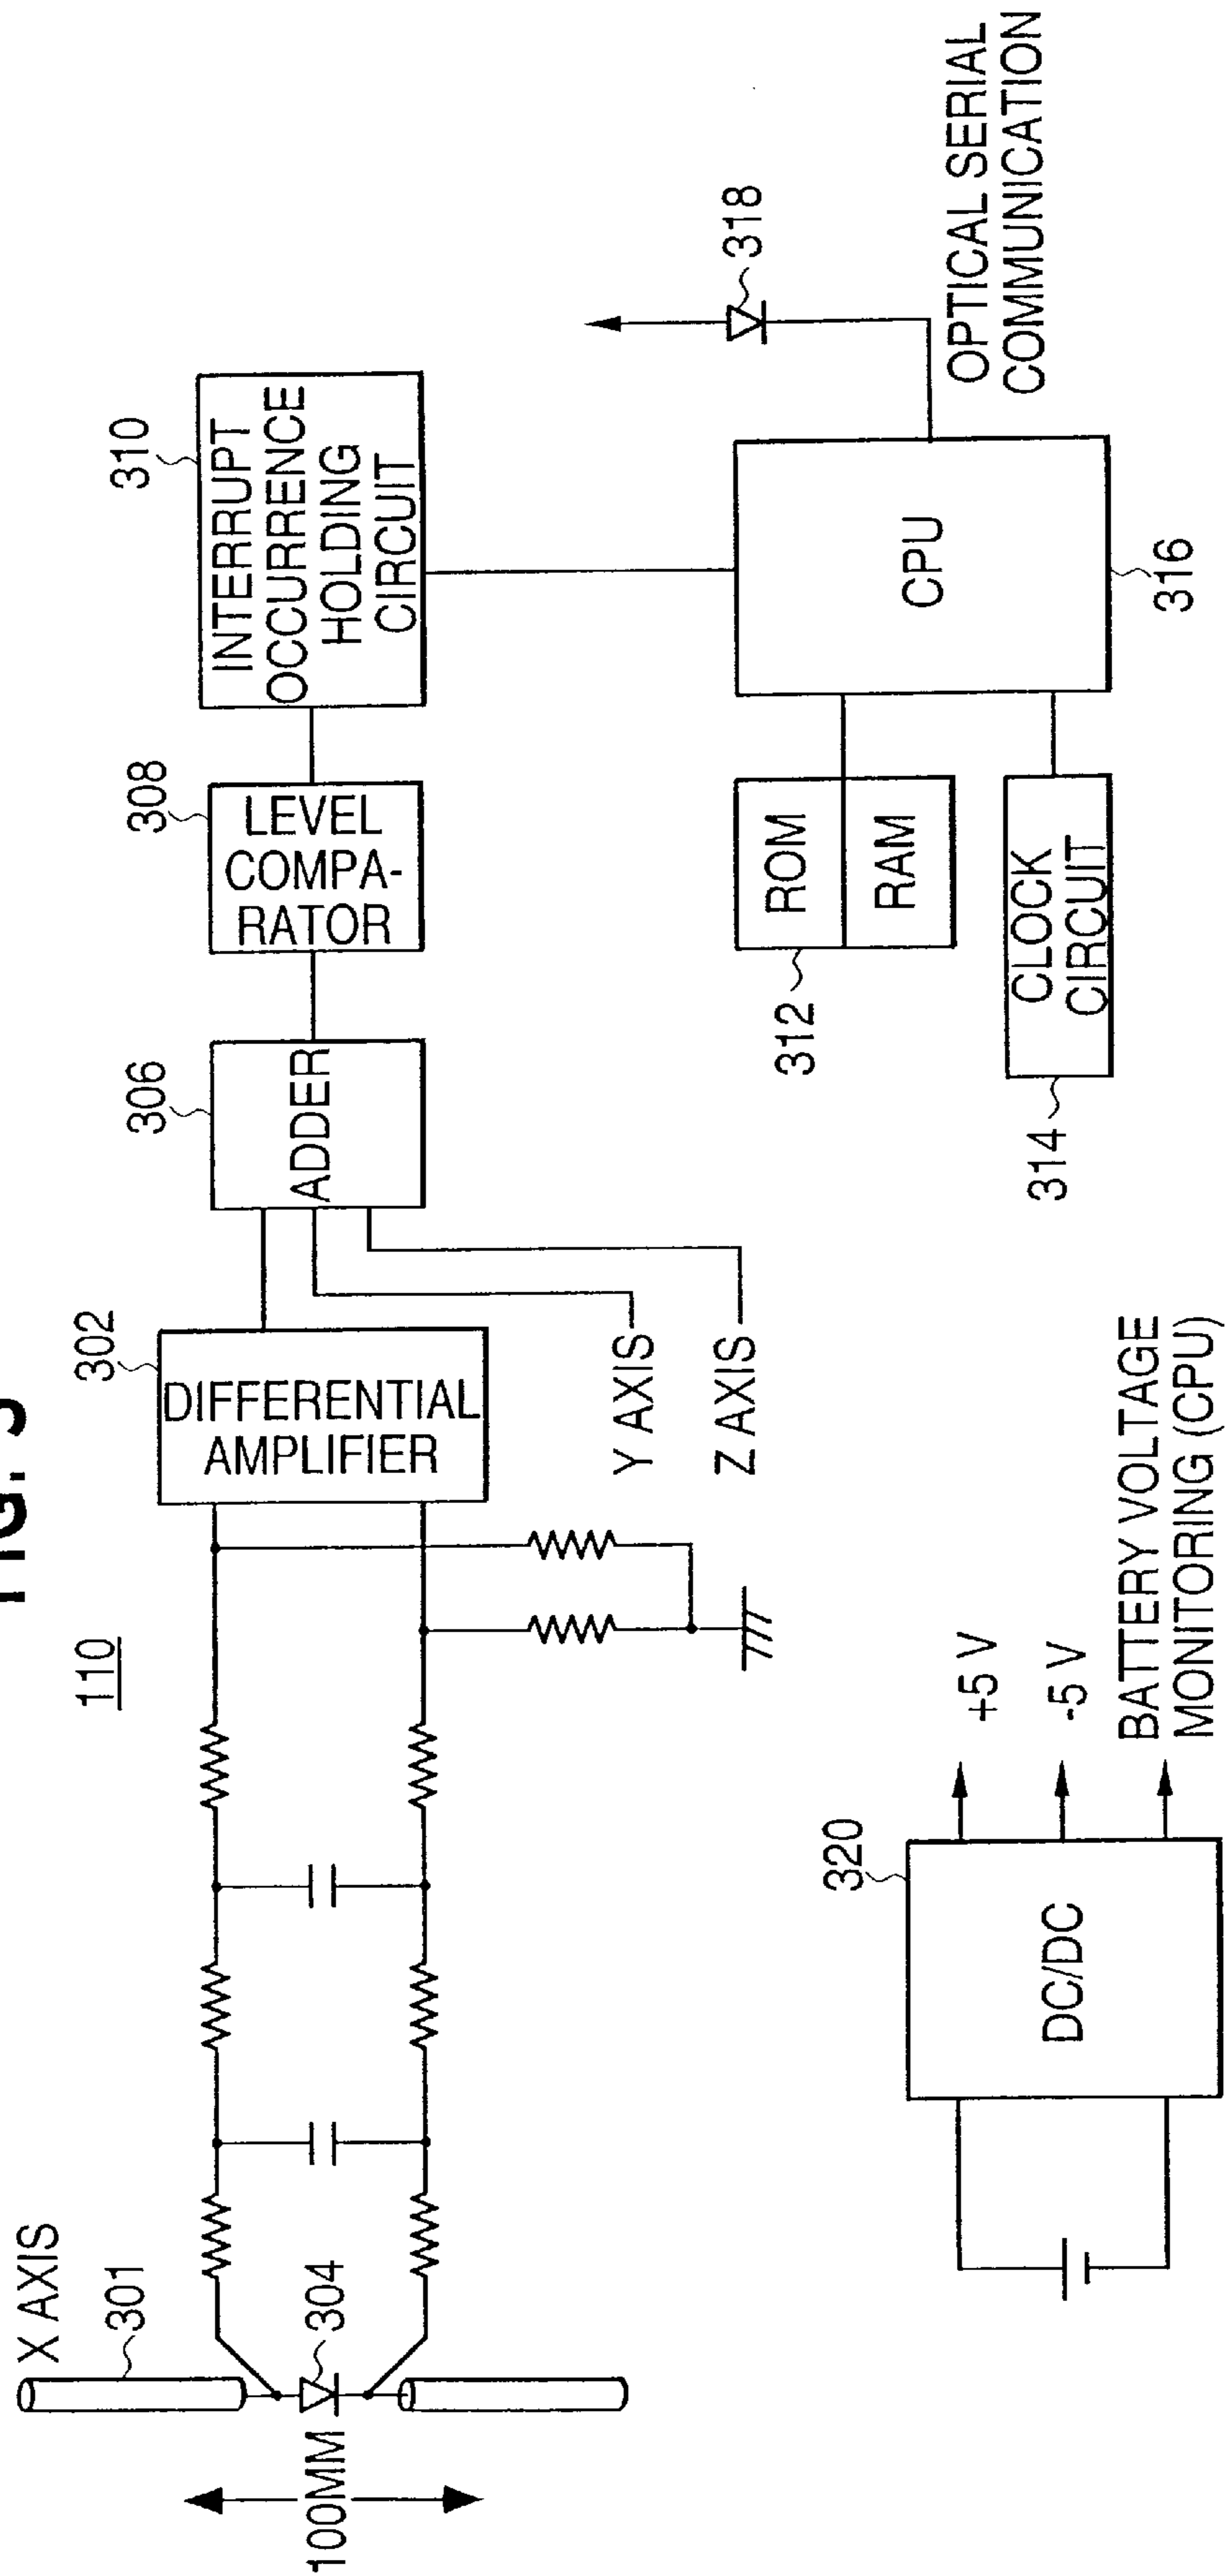 FIG.
110
X AXIS
301
304
100MM
302
DIFFERENTIAL
AMPLIFIER
Y AXIS
Z AXIS
306
ADDER
308
LEVEL
COMPA-
RATOR
310
INTERRUPT
OCCURRENCE
HOLDING
CIRCUIT
312
ROM
RAM
314
CLOCK
CIRCUIT
CPU
316
318
OPTICAL SERIAL
COMMUNICATION
320
DC/DC
+5 V
-5 V
BATTERY VOLTAGE
MONITORING (CPU)